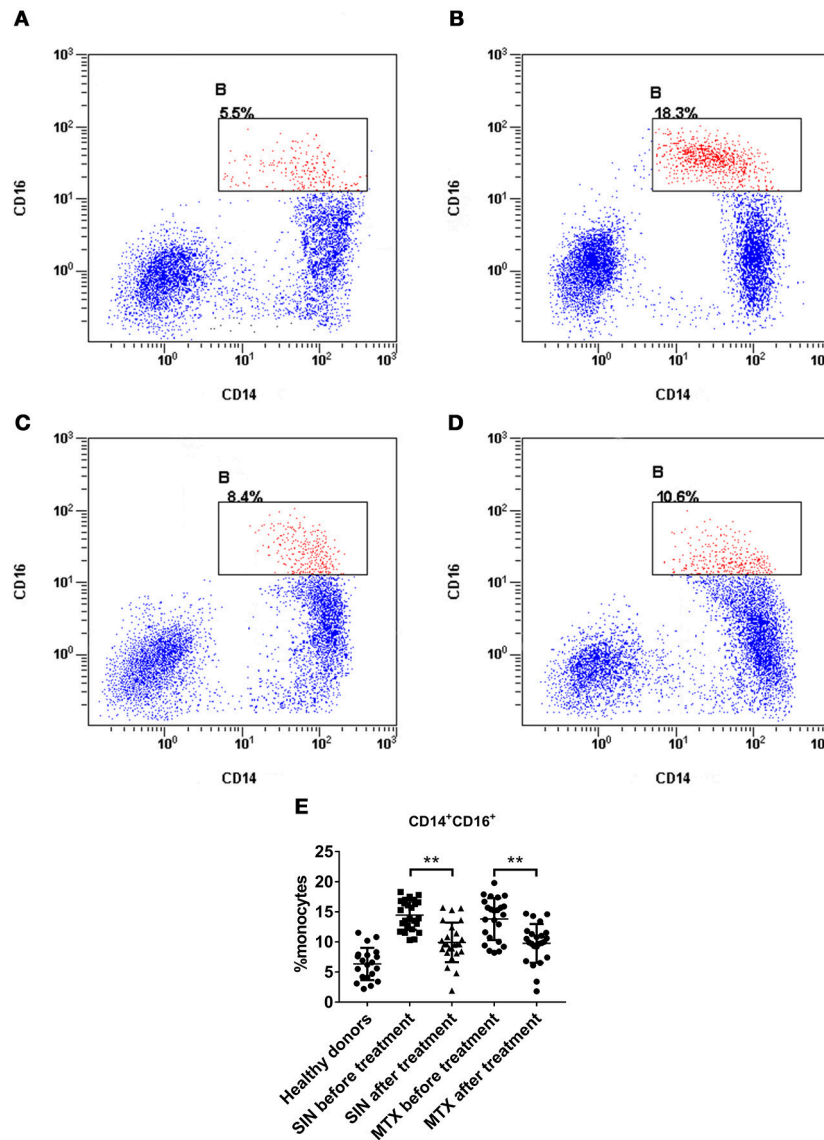 A
B
10³
10²
10¹
10⁰
CD16
B
5.5%
10⁰
10¹
10²
10³
CD14
10³
10²
10¹
10⁰
CD16
B
18.3%
10⁰
10¹
10²
CD14
C
D
10³
10²
10¹
10⁰
CD16
B
8.4%
10⁰
10¹
10²
10³
CD14
10³
10²
10¹
10⁰
CD16
B
10.6%
10⁰
10¹
10²
CD14
E
CD14⁺CD16⁺
25
20
15
10
5
0
%monocytes
**
**
Healthy donors
SIN before treatment
SIN after treatment
MTX before treatment
MTX after treatment